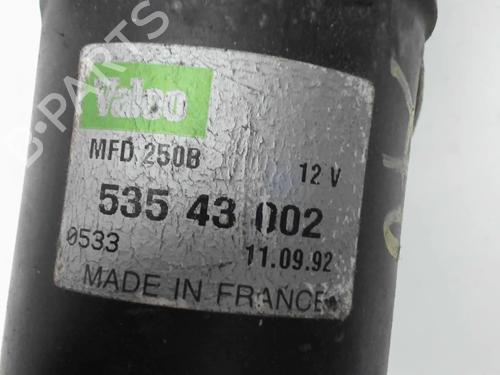 Valeo
MFD 250B
12 V
535 43 002
0533
11.09.92
MADE IN FRANCE
B-PARTS